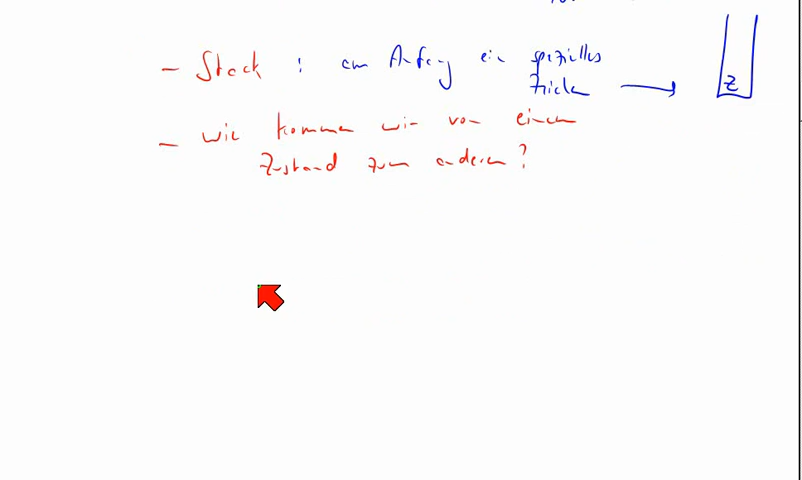 - Stack : am Anfang ein spezielles
Zeichen
Z
- wie kommen wir von einem
Zustand zum anderen?